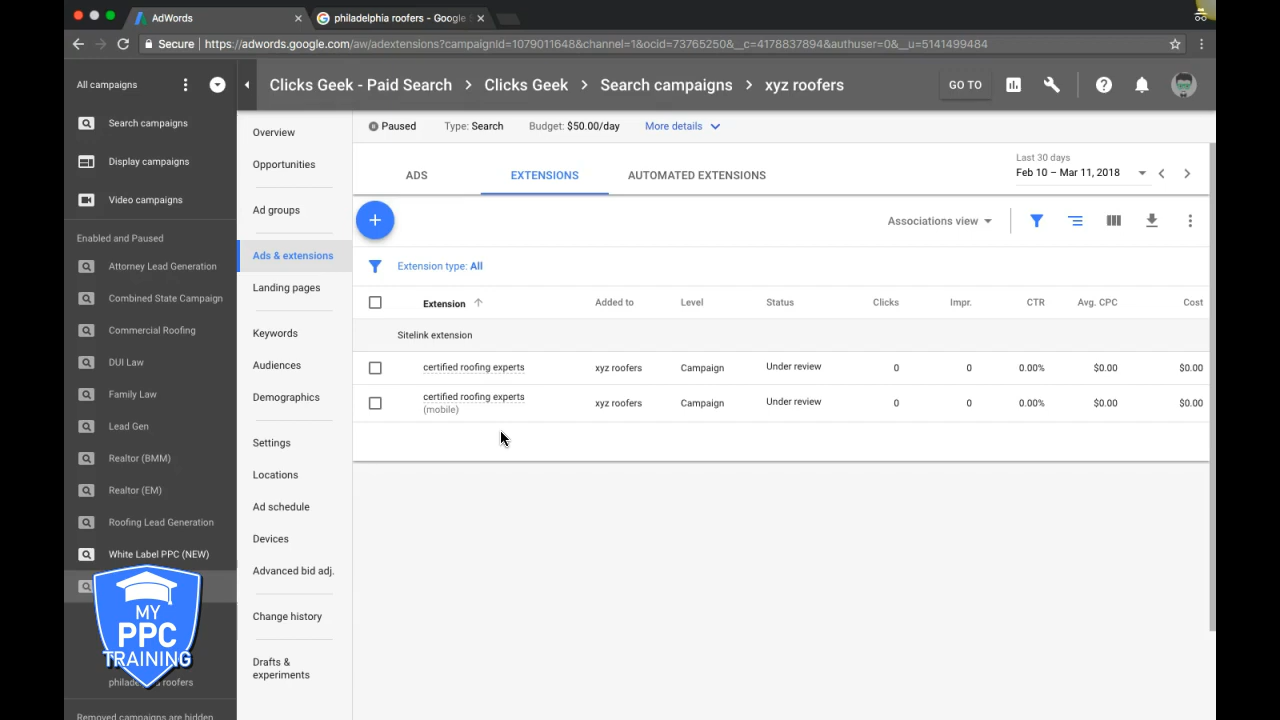 AdWords
philadelphia roofers - Google
Secure
https://adwords.google.com/aw/adextensions?campaignId=1079011648&channel=1&ocid=73765250&__c=4178837894&authuser=0&__u=5141499484
All campaigns
Clicks Geek - Paid Search > Clicks Geek > Search campaigns > xyz roofers
GO TO
Search campaigns
Display campaigns
Video campaigns
Enabled and Paused
Attorney Lead Generation
Combined State Campaign
Commercial Roofing
DUI Law
Family Law
Lead Gen
Realtor (BMM)
Realtor (EM)
Roofing Lead Generation
White Label PPC (NEW)
MY
PPC
TRAINING
roofers
Removed campaigns are hidden
Overview
Opportunities
Ad groups
Ads & extensions
Landing pages
Keywords
Audiences
Demographics
Settings
Locations
Ad schedule
Devices
Advanced bid adj.
Change history
Drafts &
experiments
Paused Type: Search Budget: $50.00/day More details
ADS EXTENSIONS AUTOMATED EXTENSIONS
Last 30 days
Feb 10 – Mar 11, 2018
Associations view
Extension type: All
Extension Added to Level Status Clicks Impr. CTR Avg. CPC Cost
Sitelink extension
certified roofing experts xyz roofers Campaign Under review 0 0 0.00% $0.00 $0.00
certified roofing experts
(mobile) xyz roofers Campaign Under review 0 0 0.00% $0.00 $0.00